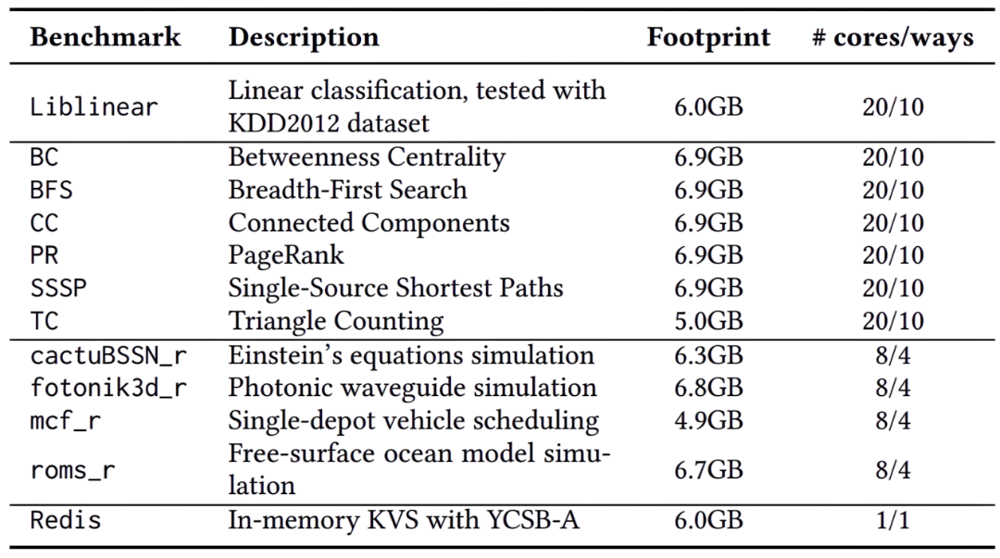 Benchmark Description Footprint # cores/ways
Linear classification, tested with
Liblinear 6.0GB 20/10
KDD2012 dataset
BC Betweenness Centrality 6.9GB 20/10
BFS Breadth-First Search 6.9GB 20/10
CC Connected Components 6.9GB 20/10
PR PageRank 6.9GB 20/10
SSSP Single-Source Shortest Paths 6.9GB 20/10
TC Triangle Counting 5.0GB 20/10
cactuBSSN_r Einstein's equations simulation 6.3GB 8/4
fotonik3d_r Photonic waveguide simulation 6.8GB 8/4
mcf_r Single-depot vehicle scheduling 4.9GB 8/4
Free-surface ocean model simu-
roms_r 6.7GB 8/4
lation
Redis In-memory KVS with YCSB-A 6.0GB 1/1